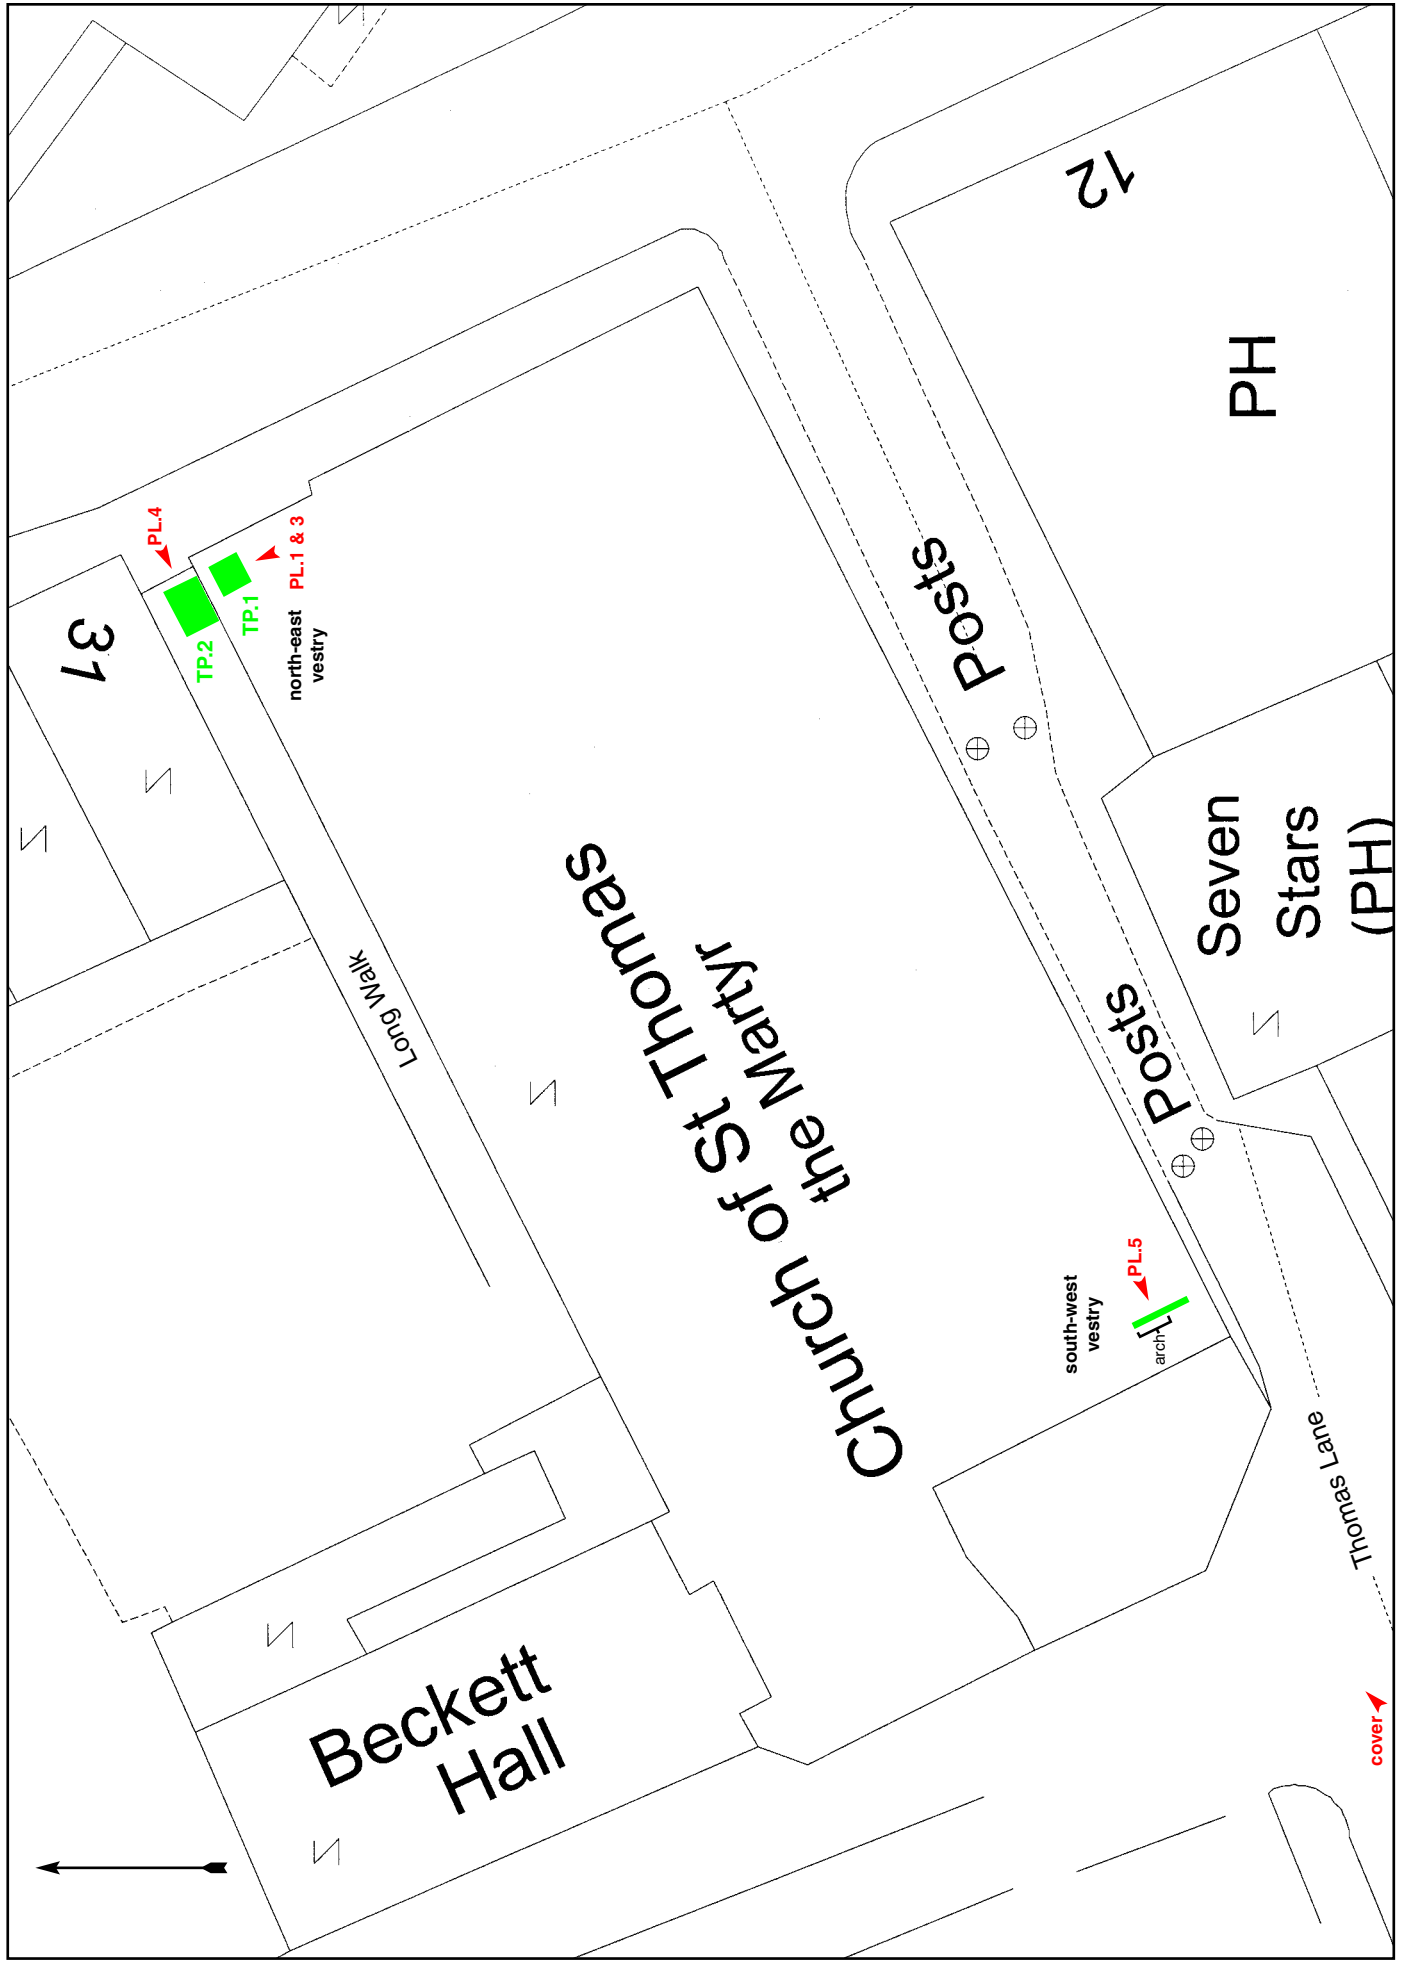 12
PH
PL.4
PL.1 & 3
31
TP.2
TP.1
north-east
vestry
Posts
Long Walk
Church of St Thomas
the Martyr
Seven
Stars
(PH)
Posts
south-west
vestry
PL.5
arch
Thomas Lane
Beckett
Hall
cover